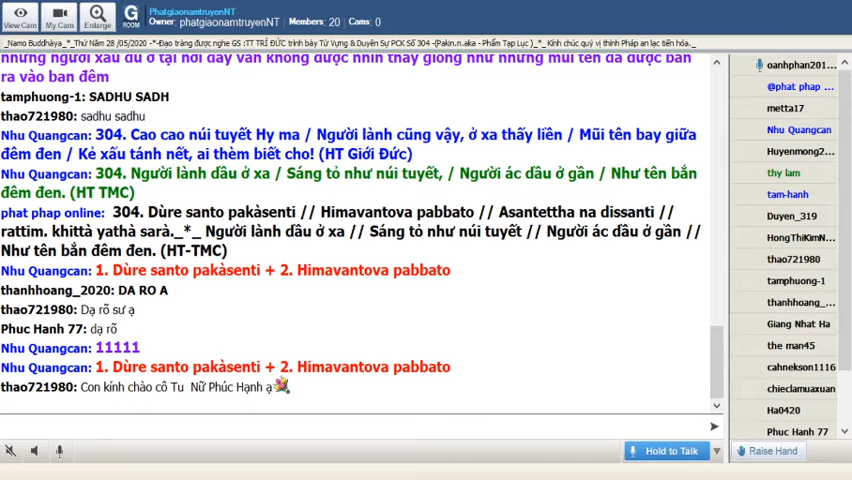 View Cam
My Cam
Enlarge
G
ROOM
PhatgiaonamtruyenNT
Owner: phatgiaonamtruyenNT Members: 20 Cams: 0
_Namo Buddhàya_*_Thứ Năm 28 /05/2020 -*-Đạo tràng được nghe GS :TT TRÍ ĐỨC trình bày Từ Vựng & Duyên Sự PCK Số 304 -(Pakin.n.aka - Phẩm Tạp Lục )_*_ Kính chúc quý vị thính Pháp an lạc tiến hóa._
những người xấu dù ở tại nơi đây vẫn không được nhìn thấy giống như những mũi tên đã được bắn
ra vào ban đêm
tamphuong-1: SADHU SADH
thao721980: sadhu sadhu
Nhu Quangcan: 304. Cao cao núi tuyết Hy ma / Người lành cũng vậy, ở xa thấy liền / Mũi tên bay giữa
đêm đen / Kẻ xấu tánh nết, ai thèm biết cho! (HT Giới Đức)
Nhu Quangcan: 304. Người lành dầu ở xa / Sáng tỏ như núi tuyết, / Người ác dầu ở gần / Như tên bắn
đêm đen. (HT TMC)
phat phap online: 304. Dùre santo pakàsenti // Himavantova pabbato // Asantettha na dissanti //
rattim. khittà yathà sarà._*_ Người lành dầu ở xa // Sáng tỏ như núi tuyết // Người ác dầu ở gần //
Như tên bắn đêm đen. (HT-TMC)
Nhu Quangcan: 1. Dùre santo pakàsenti + 2. Himavantova pabbato
thanhhoang_2020: DA RO A
thao721980: Dạ rõ sư ạ
Phuc Hanh 77: dạ rõ
Nhu Quangcan: 11111
Nhu Quangcan: 1. Dùre santo pakàsenti + 2. Himavantova pabbato
thao721980: Con kính chào cô Tu Nữ Phúc Hạnh ạ
Hold to Talk
oanhphan201...
@phat phap ...
metta17
Nhu Quangcan
Huyenmong2...
thy lam
tam-hanh
Duyen_319
HongThiKimN...
thao721980
tamphuong-1
thanhhoang_...
Giang Nhat Ha
the man45
cahnekson1116
chieclamuaxuan
Ha0420
Phuc Hanh 77
Raise Hand